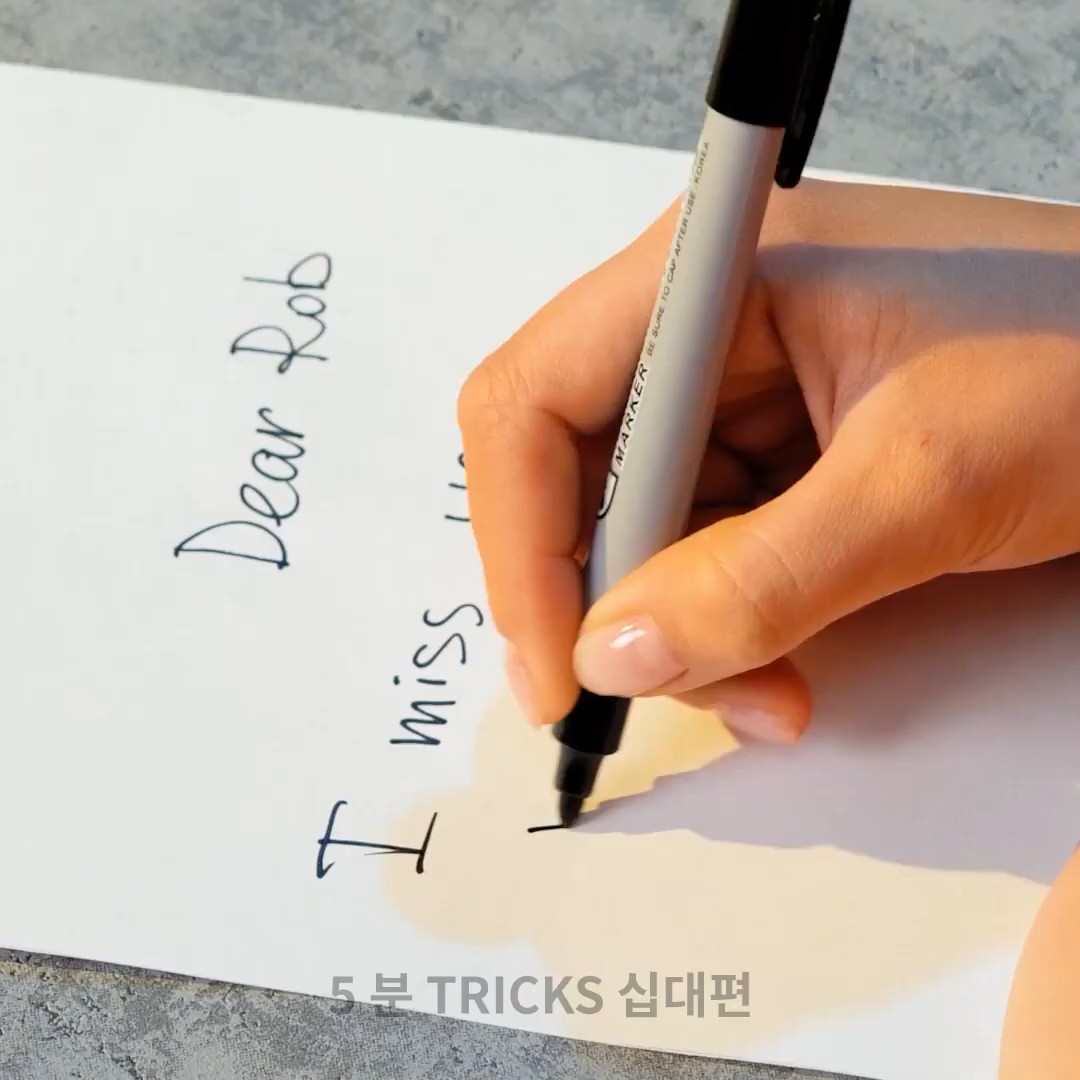 Dear Rob
I miss
MARKER BE SURE TO CAP AFTER USE. KOREA
5 분 TRICKS 십대편